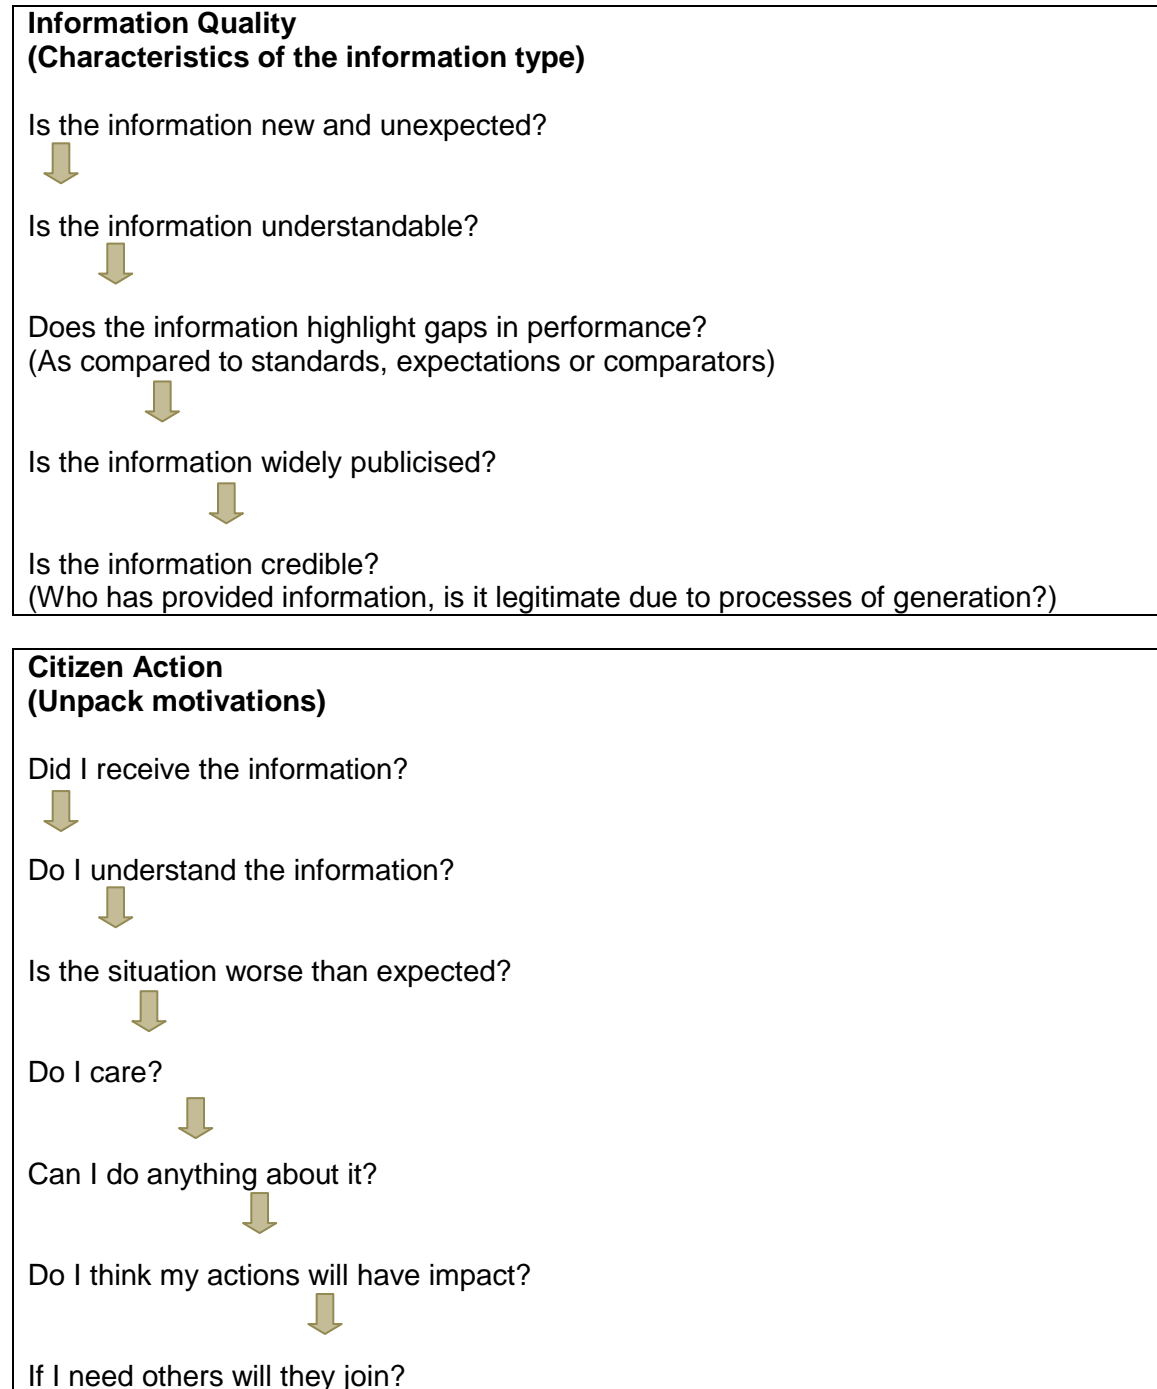 Information Quality
(Characteristics of the information type)
Is the information new and unexpected?
Is the information understandable?
Does the information highlight gaps in performance?
(As compared to standards, expectations or comparators)
Is the information widely publicised?
Is the information credible?
(Who has provided information, is it legitimate due to processes of generation?)
Citizen Action
(Unpack motivations)
Did I receive the information?
Do I understand the information?
Is the situation worse than expected?
Do I care?
Can I do anything about it?
Do I think my actions will have impact?
If I need others will they join?